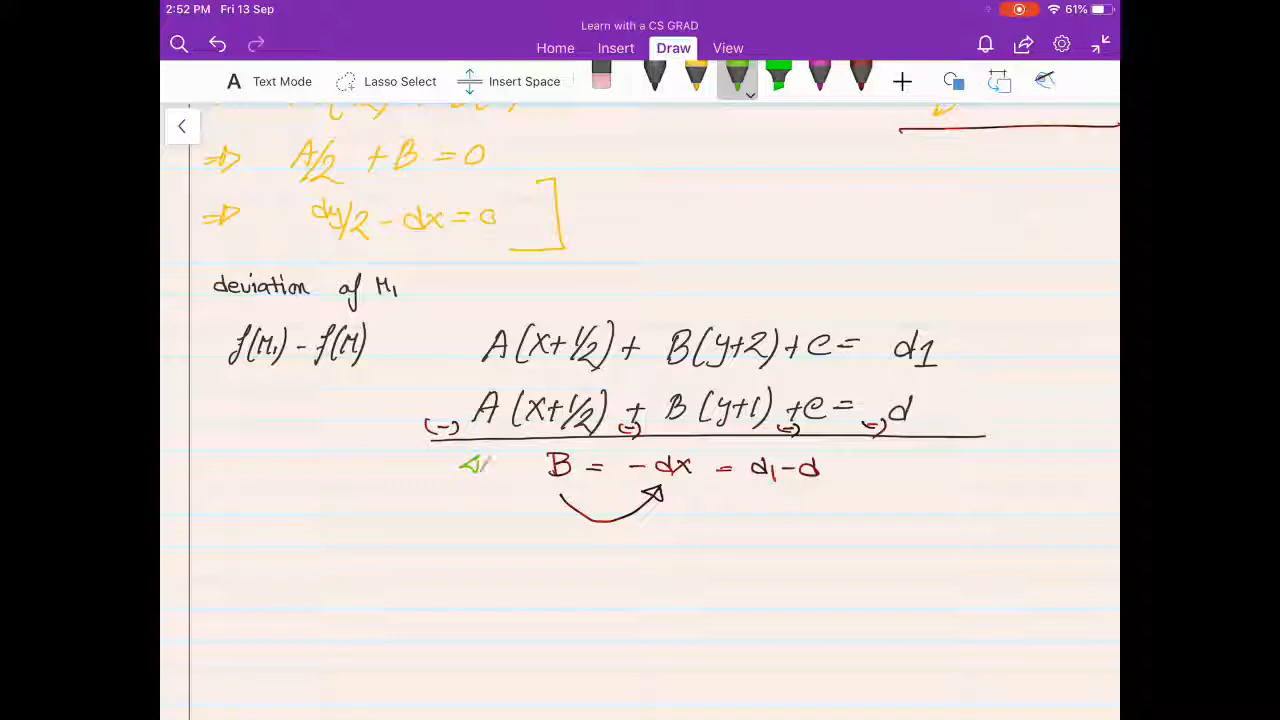 2:52 PM Fri 13 Sep
61%
Learn with a CS GRAD
Home Insert Draw View
A Text Mode Lasso Select Insert Space
⇒ A/2 + B = 0
⇒ dy/2 - dx = 0
deviation of M1
f(M1) - f(M) A(x+1/2) + B(y+2) + C = d1
A(x+1/2) + B(y+1) + C = d
(-) (-) (-) (-)
B = -dx = d1-d